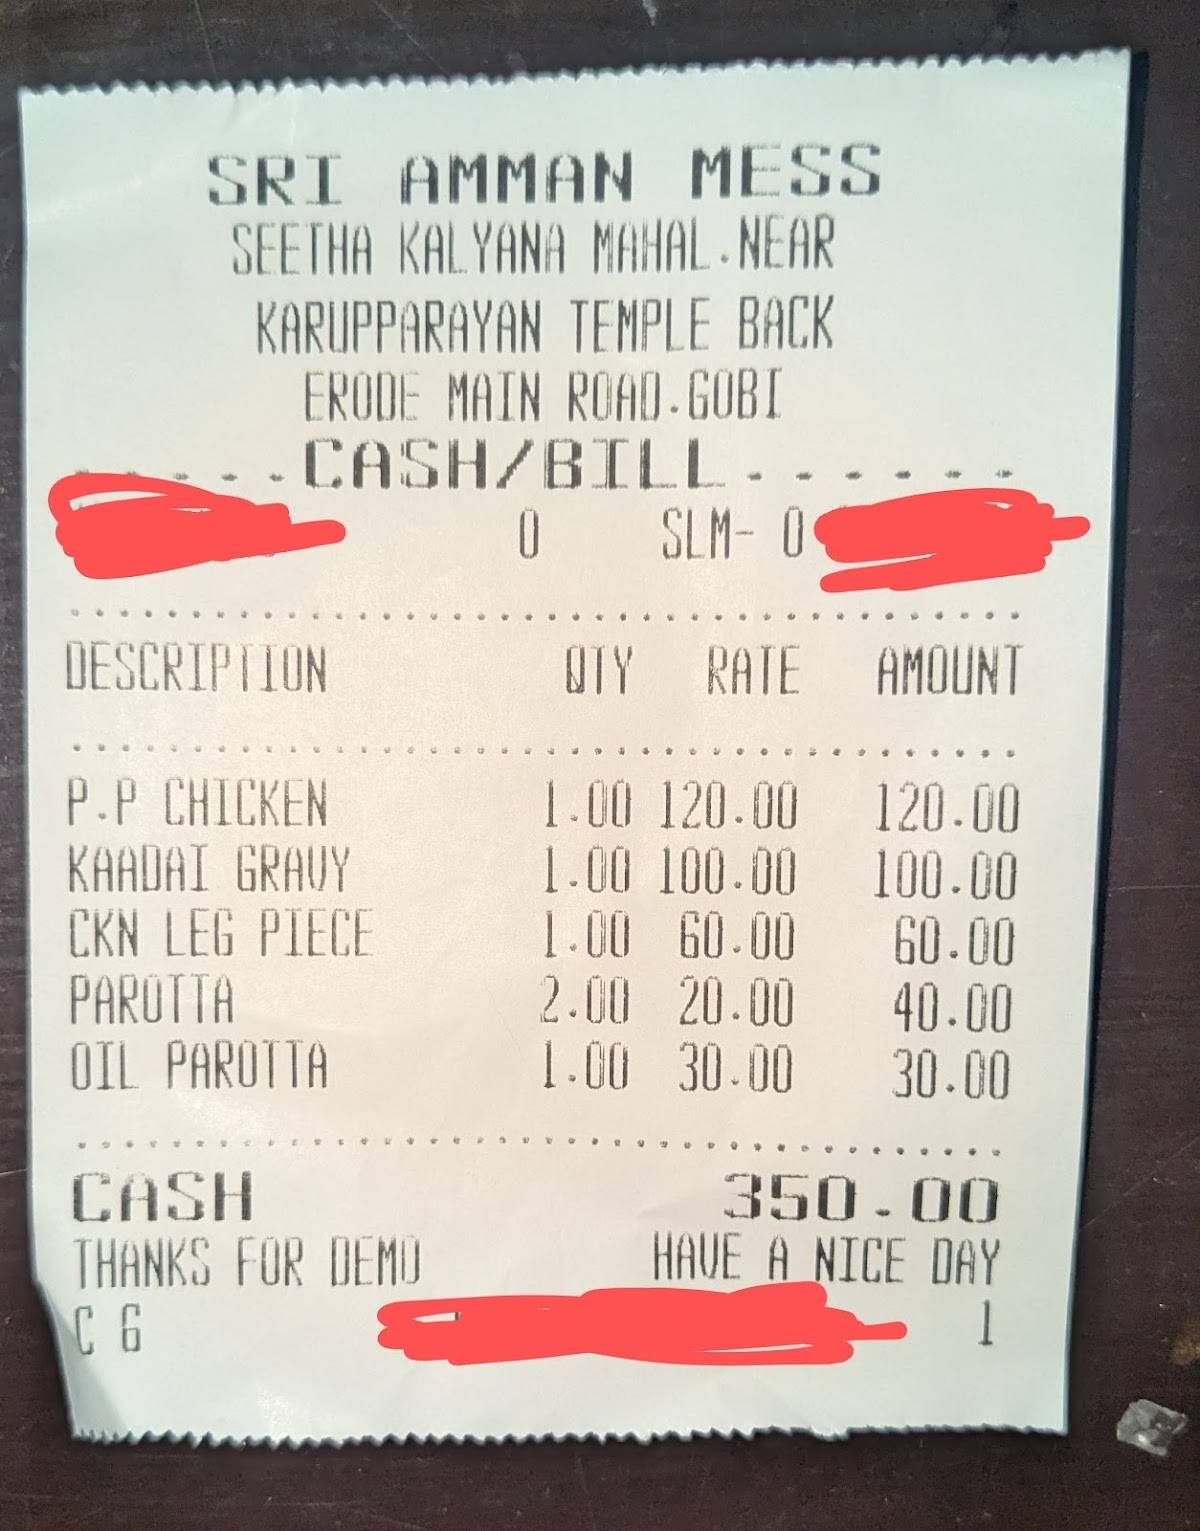 SRI AMMAN MESS
SEETHA KALYANA MAHAL.NEAR
KARUPPARAYAN TEMPLE BACK
ERODE MAIN ROAD.GOBI
.....CASH/BILL......
0 SLM- 0
DESCRIPTION QTY RATE AMOUNT
P.P CHICKEN 1.00 120.00 120.00
KAADAI GRAVY 1.00 100.00 100.00
CKN LEG PIECE 1.00 60.00 60.00
PAROTTA 2.00 20.00 40.00
OIL PAROTTA 1.00 30.00 30.00
CASH 350.00
THANKS FOR DEMO HAVE A NICE DAY
C 6 1